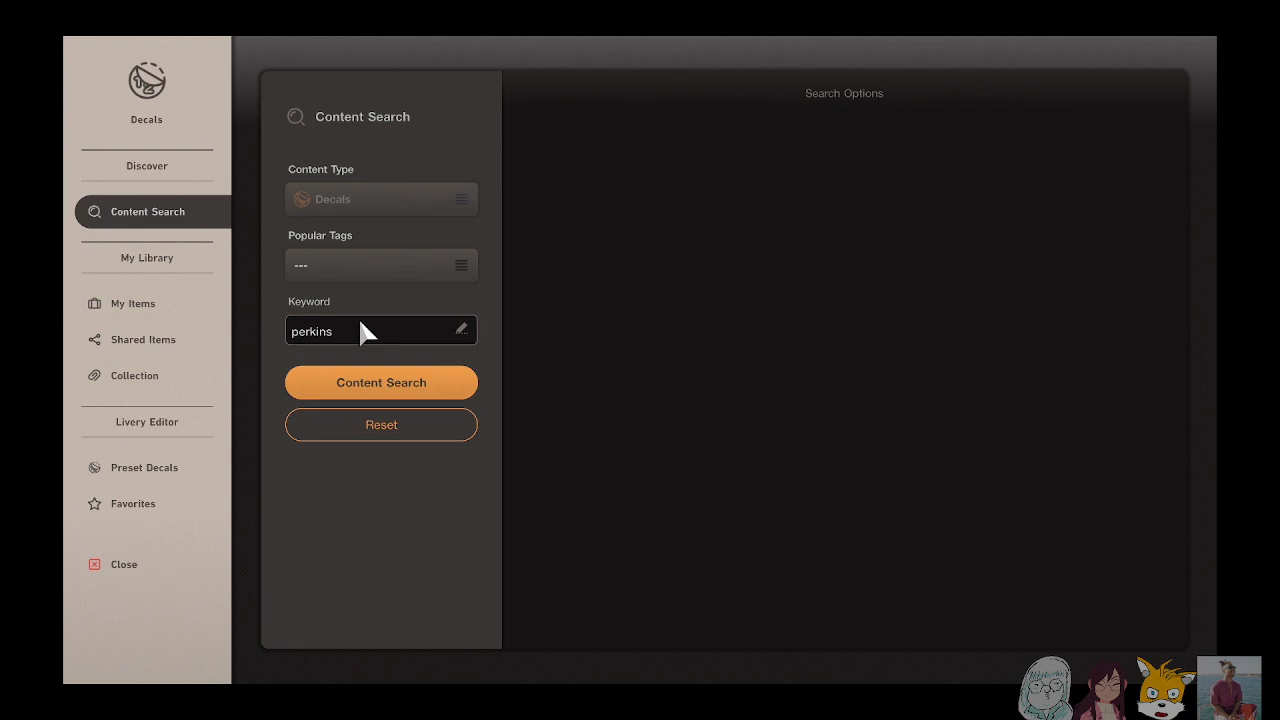 Decals
Discover
Content Search
My Library
My Items
Shared Items
Collection
Livery Editor
Preset Decals
Favorites
Close
Content Search
Content Type
Decals
Popular Tags
---
Keyword
perkins
Content Search
Reset
Search Options